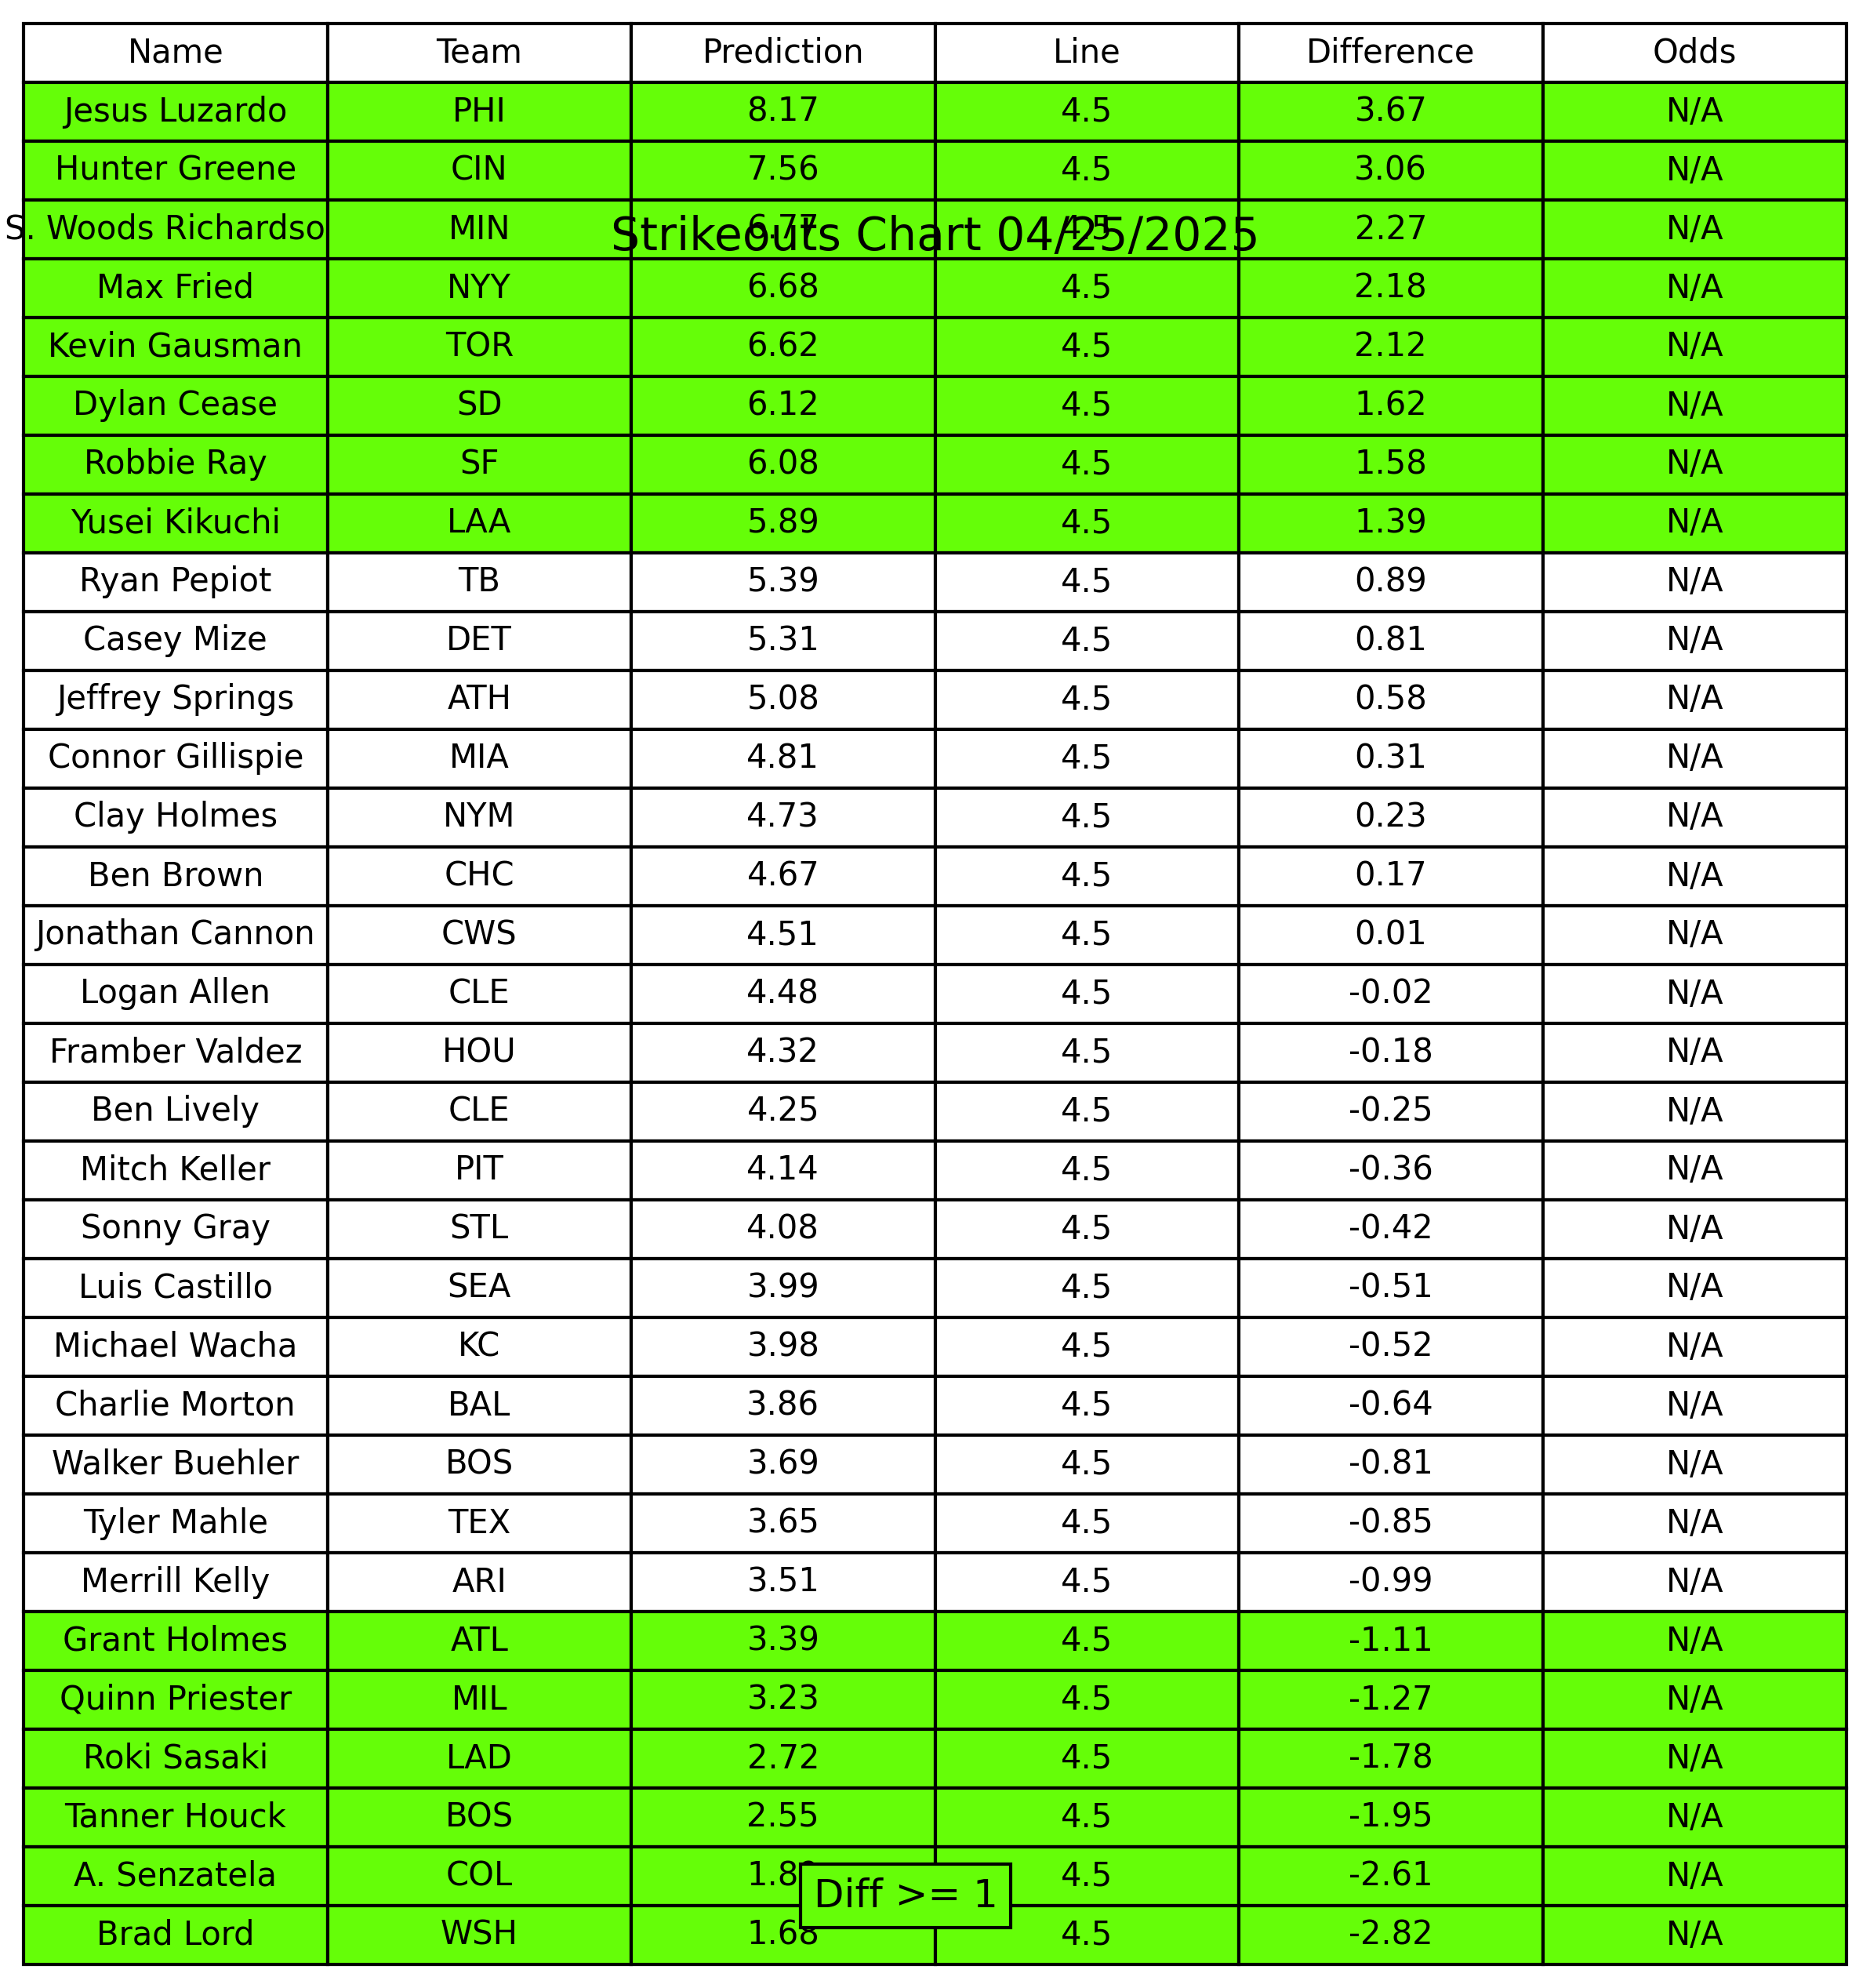 Name Team Prediction Line Difference Odds
Jesus Luzardo PHI 8.17 4.5 3.67 N/A
Hunter Greene CIN 7.56 4.5 3.06 N/A
S. Woods Richardso MIN 6.77 4.5 2.27 N/A
Strikeouts Chart 04/25/2025
Max Fried NYY 6.68 4.5 2.18 N/A
Kevin Gausman TOR 6.62 4.5 2.12 N/A
Dylan Cease SD 6.12 4.5 1.62 N/A
Robbie Ray SF 6.08 4.5 1.58 N/A
Yusei Kikuchi LAA 5.89 4.5 1.39 N/A
Ryan Pepiot TB 5.39 4.5 0.89 N/A
Casey Mize DET 5.31 4.5 0.81 N/A
Jeffrey Springs ATH 5.08 4.5 0.58 N/A
Connor Gillispie MIA 4.81 4.5 0.31 N/A
Clay Holmes NYM 4.73 4.5 0.23 N/A
Ben Brown CHC 4.67 4.5 0.17 N/A
Jonathan Cannon CWS 4.51 4.5 0.01 N/A
Logan Allen CLE 4.48 4.5 -0.02 N/A
Framber Valdez HOU 4.32 4.5 -0.18 N/A
Ben Lively CLE 4.25 4.5 -0.25 N/A
Mitch Keller PIT 4.14 4.5 -0.36 N/A
Sonny Gray STL 4.08 4.5 -0.42 N/A
Luis Castillo SEA 3.99 4.5 -0.51 N/A
Michael Wacha KC 3.98 4.5 -0.52 N/A
Charlie Morton BAL 3.86 4.5 -0.64 N/A
Walker Buehler BOS 3.69 4.5 -0.81 N/A
Tyler Mahle TEX 3.65 4.5 -0.85 N/A
Merrill Kelly ARI 3.51 4.5 -0.99 N/A
Grant Holmes ATL 3.39 4.5 -1.11 N/A
Quinn Priester MIL 3.23 4.5 -1.27 N/A
Roki Sasaki LAD 2.72 4.5 -1.78 N/A
Tanner Houck BOS 2.55 4.5 -1.95 N/A
A. Senzatela COL 4.5 -2.61 N/A
Diff >= 1
Brad Lord WSH 1.68 4.5 -2.82 N/A